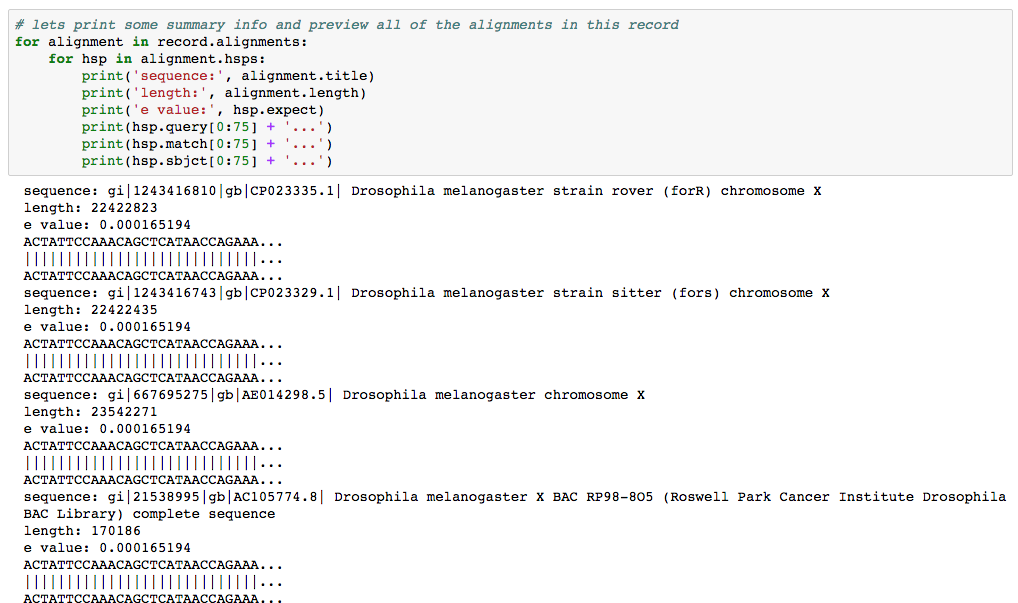 # lets print some summary info and preview all of the alignments in this record
for alignment in record.alignments:
    for hsp in alignment.hsps:
        print('sequence:', alignment.title)
        print('length:', alignment.length)
        print('e value:', hsp.expect)
        print(hsp.query[0:75] + '...')
        print(hsp.match[0:75] + '...')
        print(hsp.sbjct[0:75] + '...')
sequence: gi|1243416810|gb|CP023335.1| Drosophila melanogaster strain rover (forR) chromosome X
length: 22422823
e value: 0.000165194
ACTATTCCAAACAGCTCATAACCAGAAA...
||||||||||||||||||||||||||||...
ACTATTCCAAACAGCTCATAACCAGAAA...
sequence: gi|1243416743|gb|CP023329.1| Drosophila melanogaster strain sitter (fors) chromosome X
length: 22422435
e value: 0.000165194
ACTATTCCAAACAGCTCATAACCAGAAA...
||||||||||||||||||||||||||||...
ACTATTCCAAACAGCTCATAACCAGAAA...
sequence: gi|667695275|gb|AE014298.5| Drosophila melanogaster chromosome X
length: 23542271
e value: 0.000165194
ACTATTCCAAACAGCTCATAACCAGAAA...
||||||||||||||||||||||||||||...
ACTATTCCAAACAGCTCATAACCAGAAA...
sequence: gi|21538995|gb|AC105774.8| Drosophila melanogaster X BAC RP98-8O5 (Roswell Park Cancer Institute Drosophila
BAC Library) complete sequence
length: 170186
e value: 0.000165194
ACTATTCCAAACAGCTCATAACCAGAAA...
||||||||||||||||||||||||||||...
ACTATTCCAAACAGCTCATAACCAGAAA...